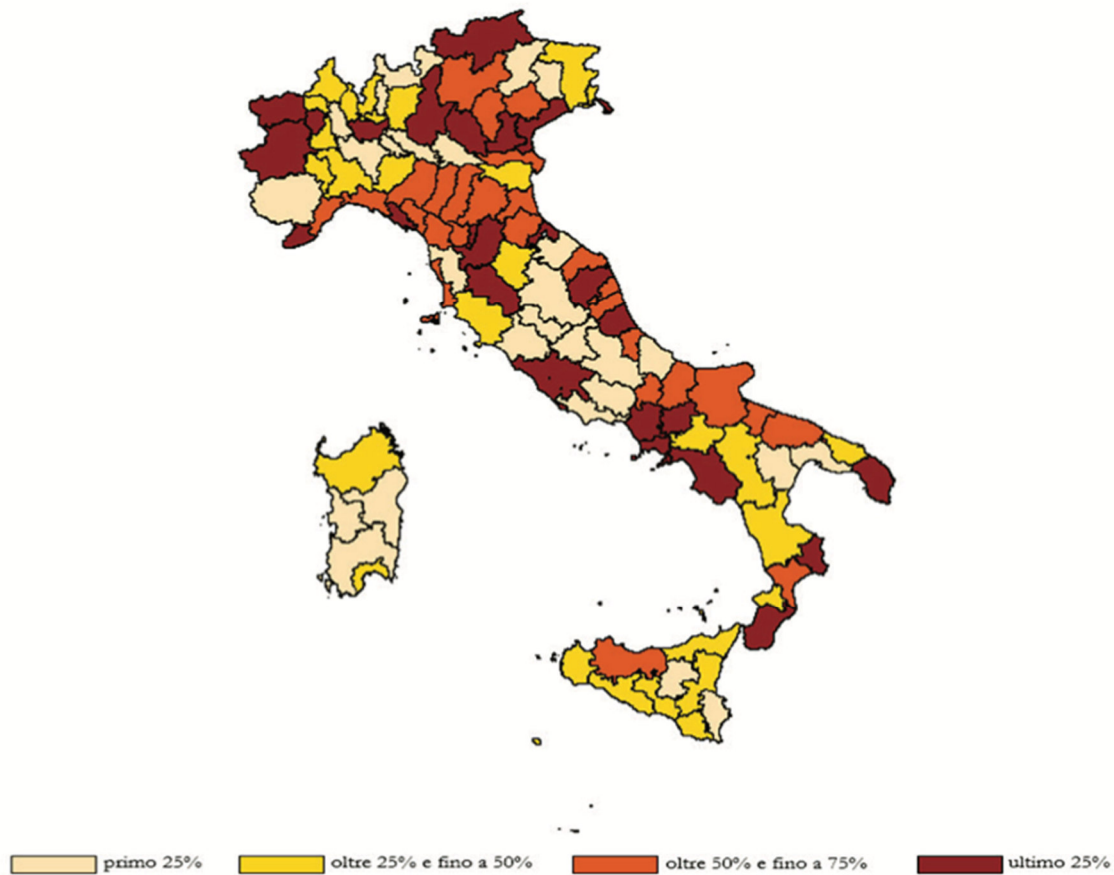 primo 25%
oltre 25% e fino a 50%
oltre 50% e fino a 75%
ultimo 25%